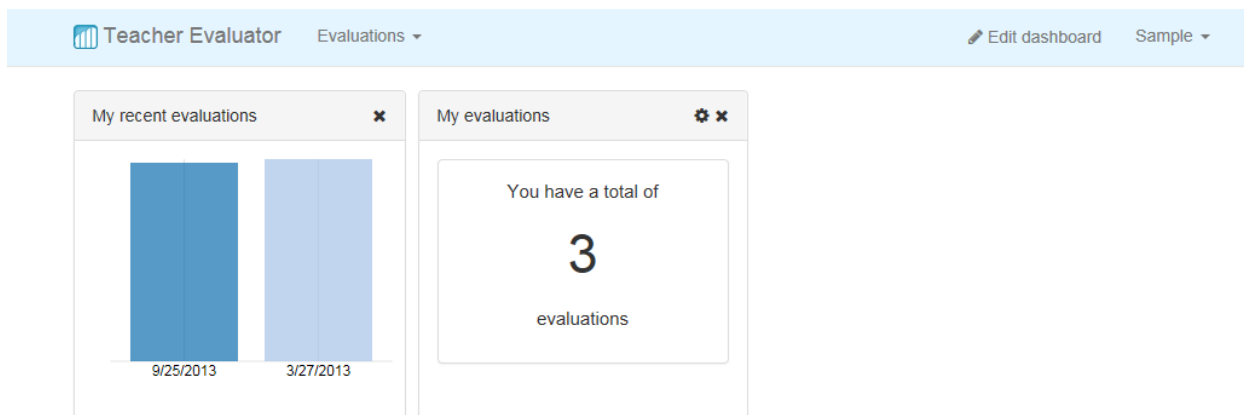 Teacher Evaluator Evaluations Edit dashboard Sample
My recent evaluations
9/25/2013 3/27/2013
My evaluations
You have a total of
3
evaluations